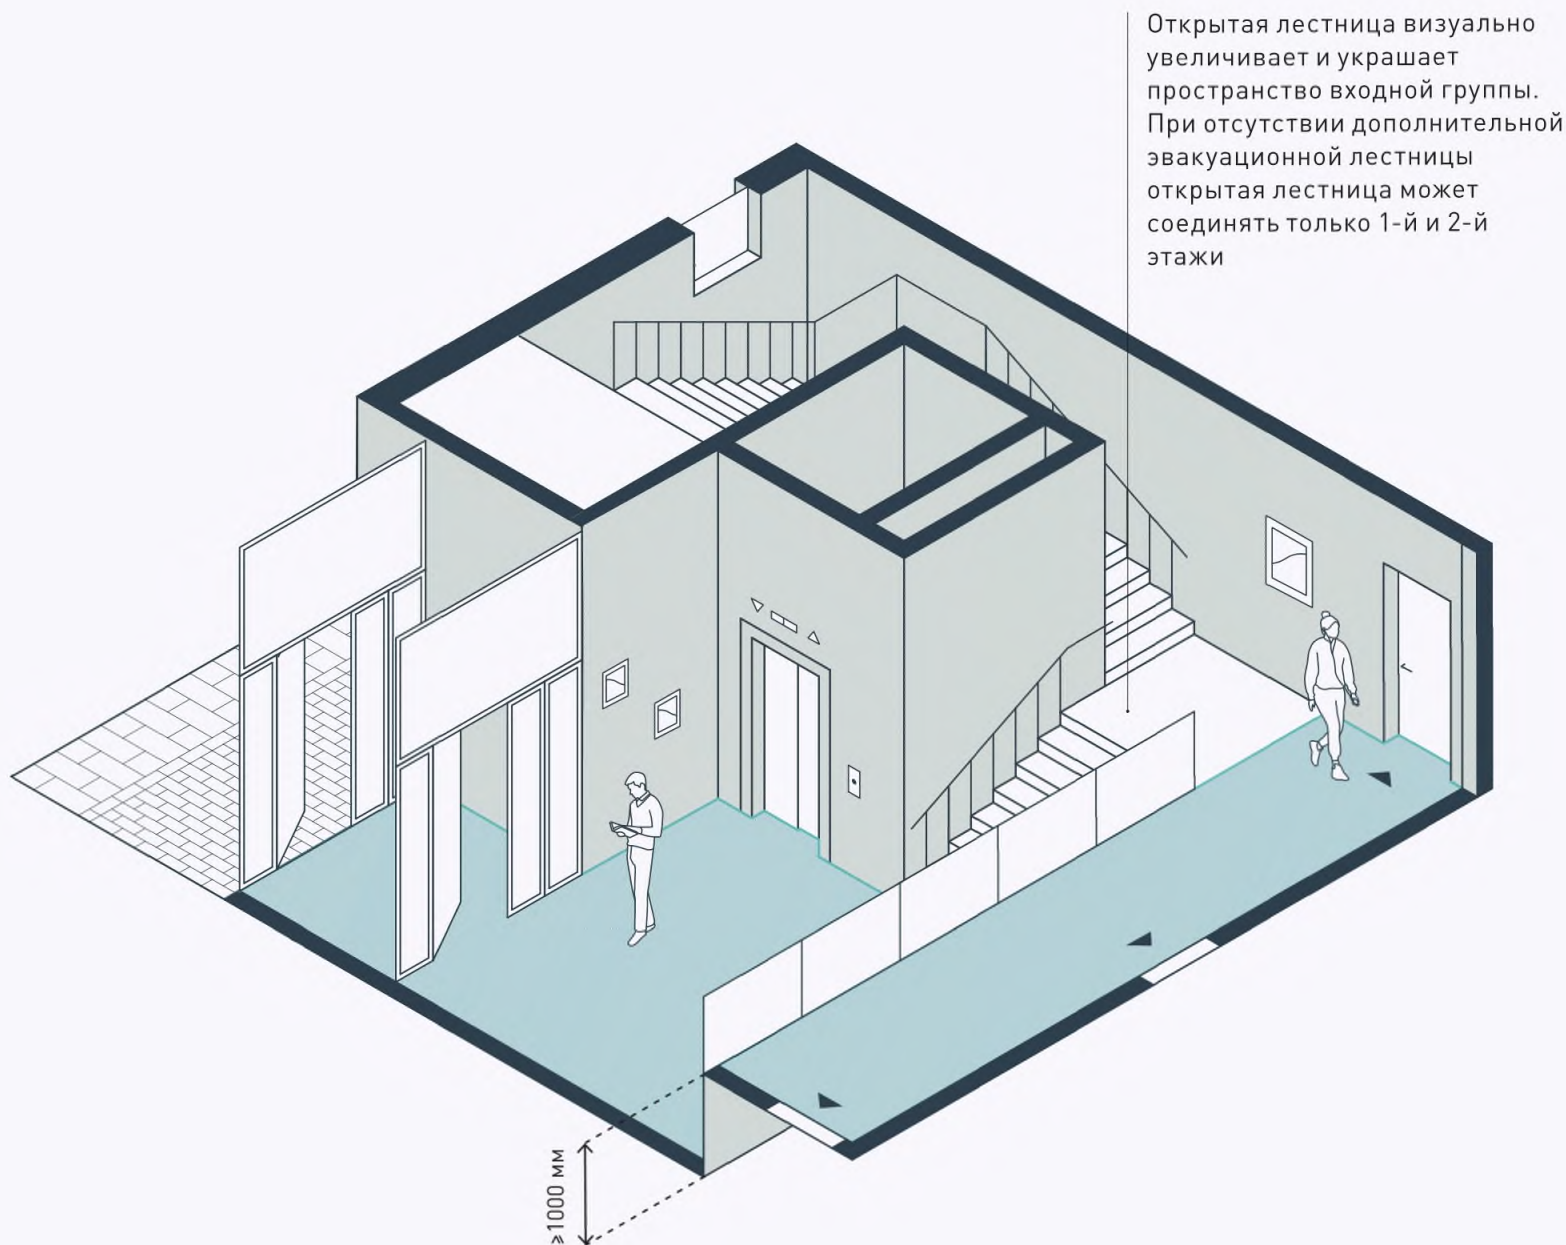 Открытая лестница визуально
увеличивает и украшает
пространство входной группы.
При отсутствии дополнительной
эвакуационной лестницы
открытая лестница может
соединять только 1-й и 2-й
этажи
≥1000 мм